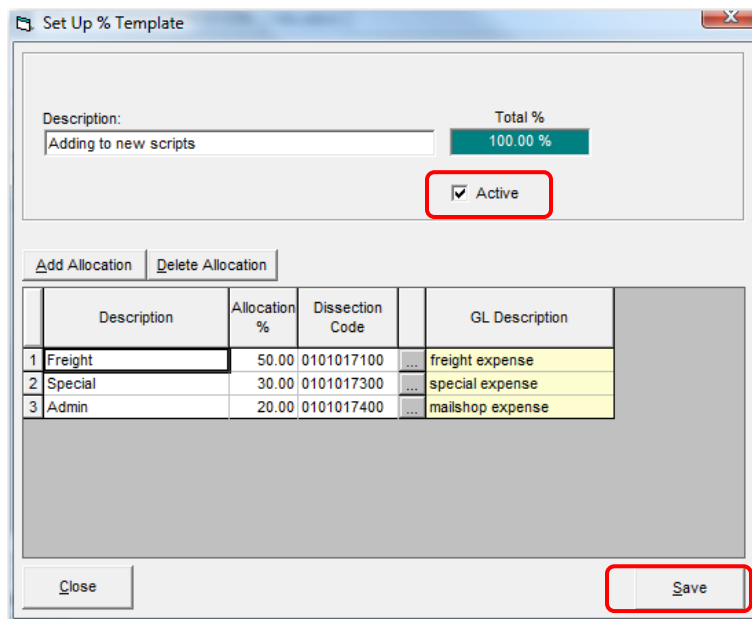 Set Up % Template
Description:
Total %
Adding to new scripts
100.00 %
Active
Add Allocation Delete Allocation
Description Allocation % Dissection Code GL Description
1 Freight 50.00 0101017100 ... freight expense
2 Special 30.00 0101017300 ... special expense
3 Admin 20.00 0101017400 ... mailshop expense
Close Save